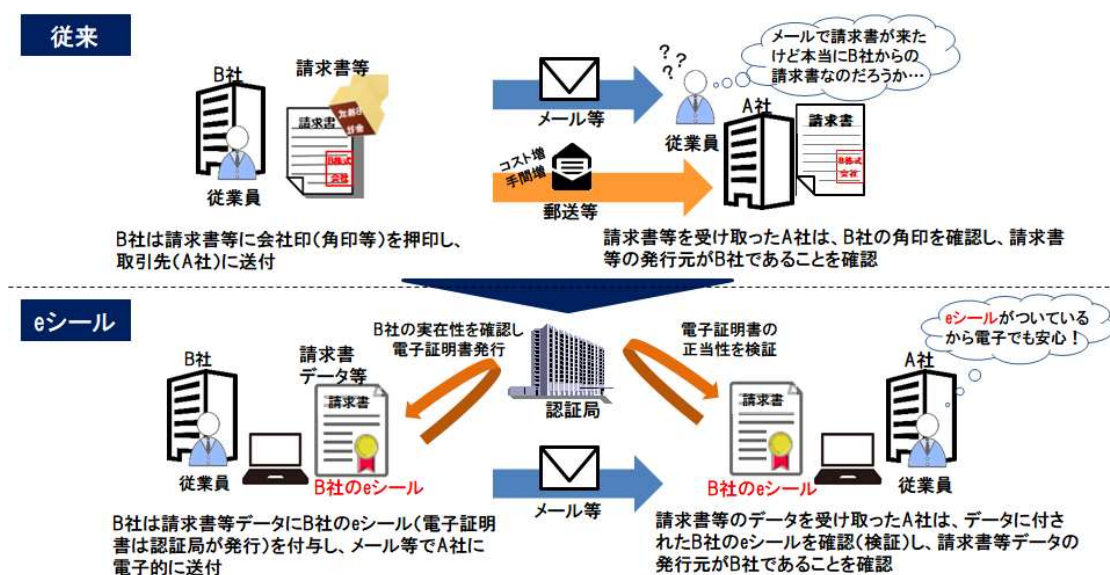 従来
B社
請求書等
請求書
B株式
会社
従業員
メール等
コスト増
手間増
郵送等
?
?
?
従業員
メールで請求書が来た
けど本当にB社からの
請求書なのだろうか…
A社
請求書
B株式
会社
B社は請求書等に会社印(角印等)を押印し、
取引先(A社)に送付
請求書等を受け取ったA社は、B社の角印を確認し、請求書
等の発行元がB社であることを確認
eシール
B社
従業員
請求書
データ等
請求書
B社のeシール
B社の実在性を確認し
電子証明書発行
認証局
電子証明書の
正当性を検証
メール等
請求書
B社のeシール
A社
従業員
eシールがついている
から電子でも安心!
B社は請求書等データにB社のeシール(電子証明
書は認証局が発行)を付与し、メール等でA社に
電子的に送付
請求書等のデータを受け取ったA社は、データに付さ
れたB社のeシールを確認(検証)し、請求書等データの
発行元がB社であることを確認